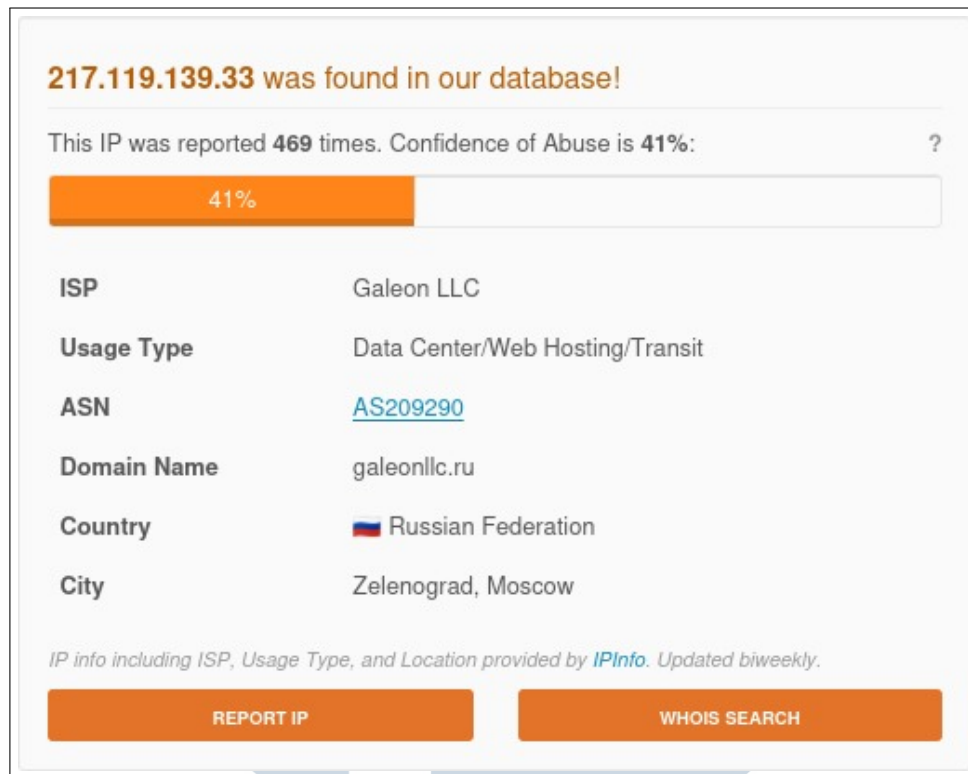 217.119.139.33 was found in our database!
This IP was reported 469 times. Confidence of Abuse is 41%: ?
41%
ISP Galeon LLC
Usage Type Data Center/Web Hosting/Transit
ASN AS209290
Domain Name galeonllc.ru
Country Russian Federation
City Zelenograd, Moscow
IP info including ISP, Usage Type, and Location provided by IPInfo. Updated biweekly.
REPORT IP WHOIS SEARCH